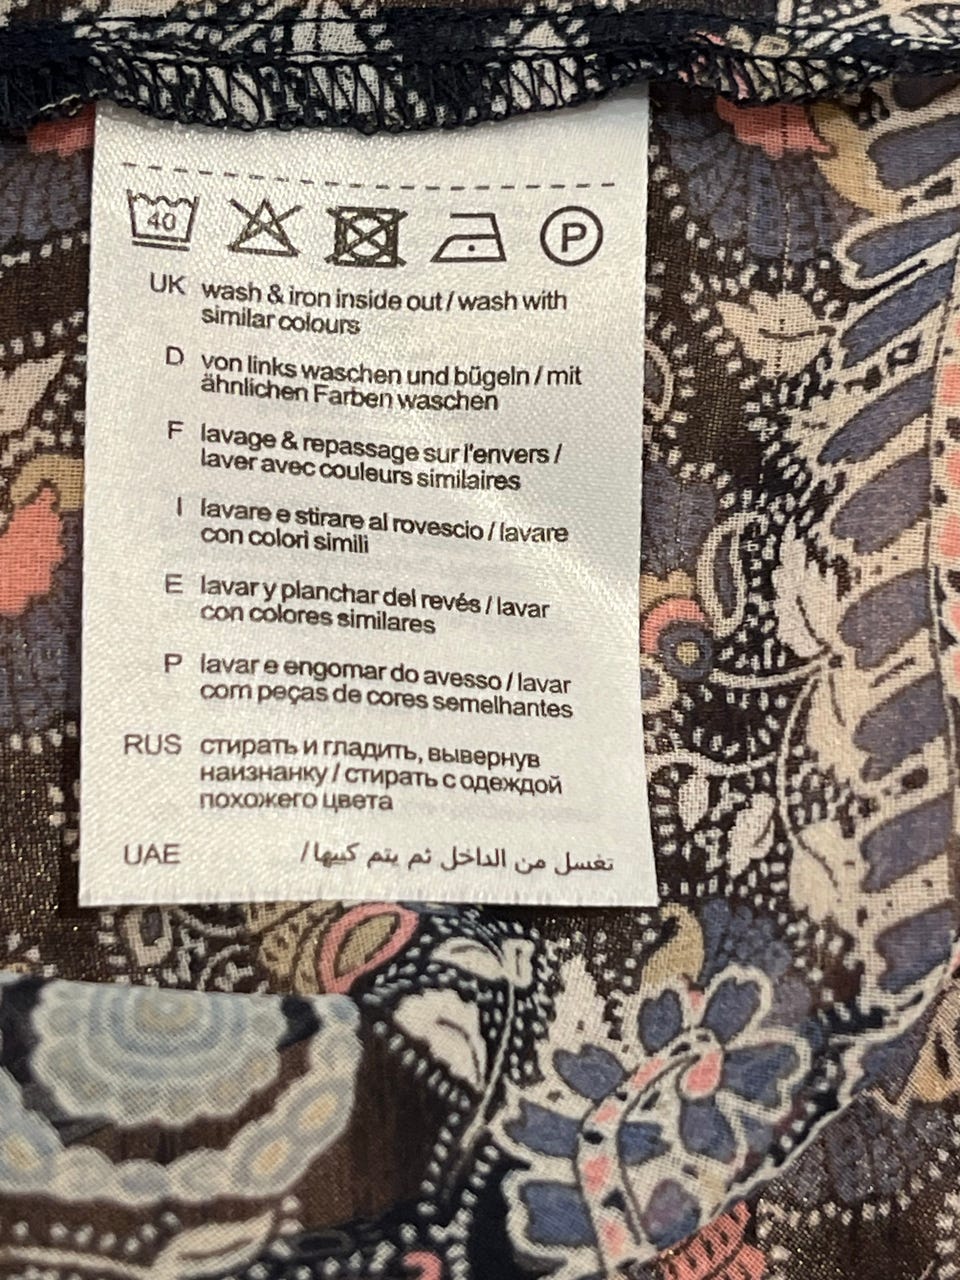 40
P
UK wash & iron inside out / wash with
similar colours
D von links waschen und bügeln / mit
ähnlichen Farben waschen
F lavage & repassage sur l'envers /
laver avec couleurs similaires
I lavare e stirare al rovescio / lavare
con colori simili
E lavar y planchar del revés / lavar
con colores similares
P lavar e engomar do avesso / lavar
com peças de cores semelhantes
RUS стирать и гладить, вывернув
наизнанку / стирать с одеждой
похожего цвета
UAE تغسل من الداخل ثم يتم كييها/